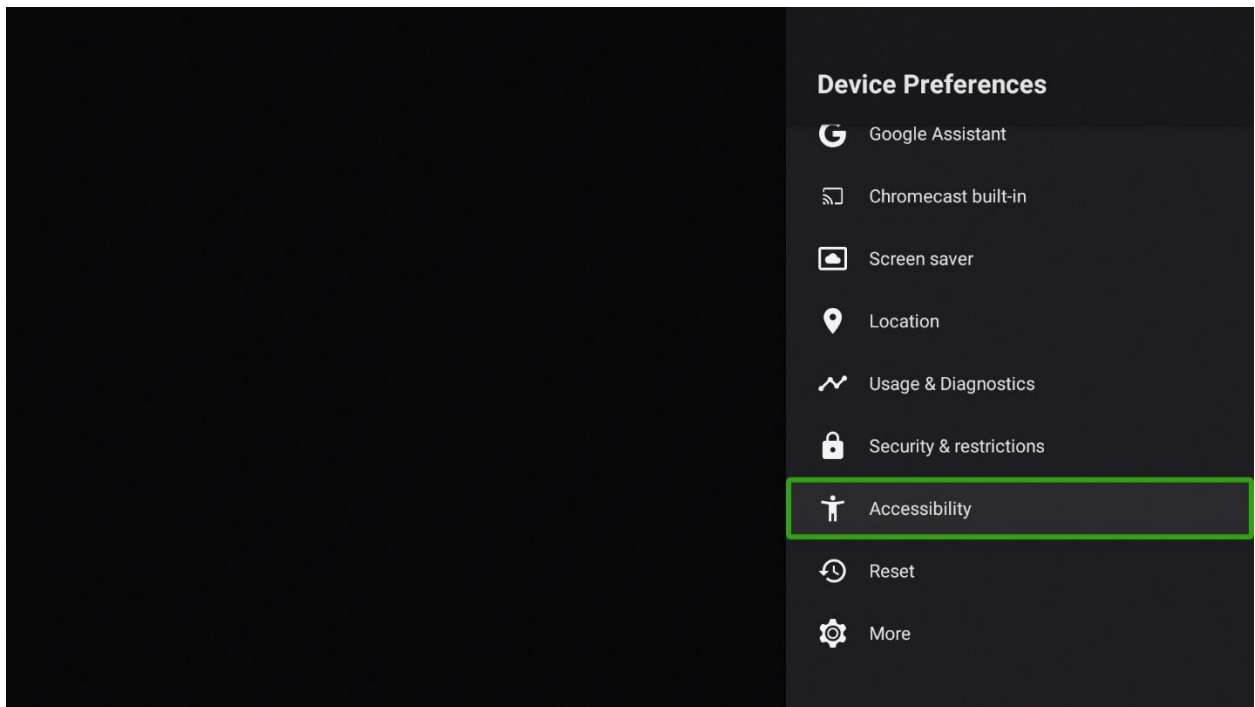 Device Preferences
Google Assistant
Chromecast built-in
Screen saver
Location
Usage & Diagnostics
Security & restrictions
Accessibility
Reset
More